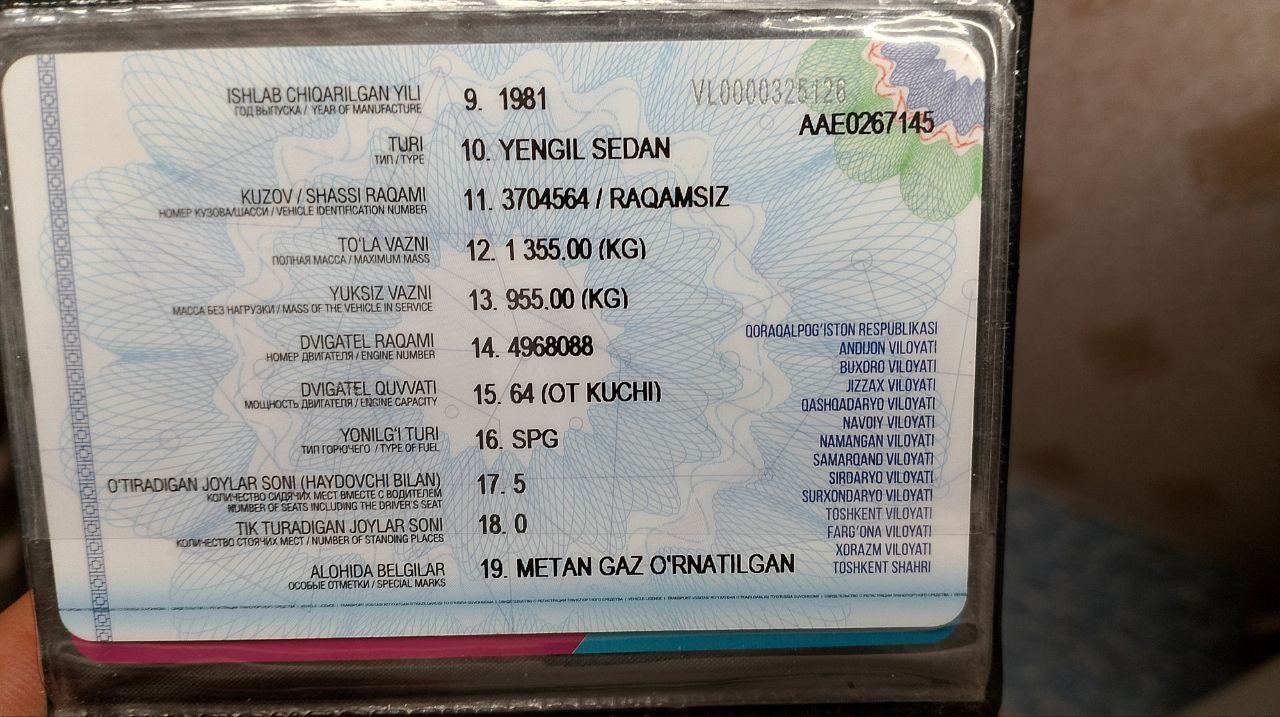 VL0000325126
AAE0267145
ISHLAB CHIQARILGAN YILI 9. 1981
ГОД ВЫПУСКА / YEAR OF MANUFACTURE
TURI 10. YENGIL SEDAN
ТИП / TYPE
KUZOV / SHASSI RAQAMI 11. 3704564 / RAQAMSIZ
НОМЕР КУЗОВА/ШАССИ / VEHICLE IDENTIFICATION NUMBER
TO'LA VAZNI 12. 1 355.00 (KG)
ПОЛНАЯ МАССА / MAXIMUM MASS
YUKSIZ VAZNI 13. 955.00 (KG)
МАССА БЕЗ НАГРУЗКИ / MASS OF THE VEHICLE IN SERVICE
DVIGATEL RAQAMI 14. 4968088
НОМЕР ДВИГАТЕЛЯ / ENGINE NUMBER
DVIGATEL QUVVATI 15. 64 (OT KUCHI)
МОЩНОСТЬ ДВИГАТЕЛЯ / ENGINE CAPACITY
YONILG'I TURI 16. SPG
ТИП ГОРЮЧЕГО / TYPE OF FUEL
O'TIRADIGAN JOYLAR SONI (HAYDOVCHI BILAN) 17. 5
КОЛИЧЕСТВО СИДЯЧИХ МЕСТ ВМЕСТЕ С ВОДИТЕЛЕМ
NUMBER OF SEATS INCLUDING THE DRIVER'S SEAT
TIK TURADIGAN JOYLAR SONI 18. 0
КОЛИЧЕСТВО СТОЯЧИХ МЕСТ / NUMBER OF STANDING PLACES
ALOHIDA BELGILAR 19. METAN GAZ O'RNATILGAN
ОСОБЫЕ ОТМЕТКИ / SPECIAL MARKS
QORAQALPOG'ISTON RESPUBLIKASI
ANDIJON VILOYATI
BUXORO VILOYATI
JIZZAX VILOYATI
QASHQADARYO VILOYATI
NAVOIY VILOYATI
NAMANGAN VILOYATI
SAMARQAND VILOYATI
SIRDARYO VILOYATI
SURXONDARYO VILOYATI
TOSHKENT VILOYATI
FARG'ONA VILOYATI
XORAZM VILOYATI
TOSHKENT SHAHRI